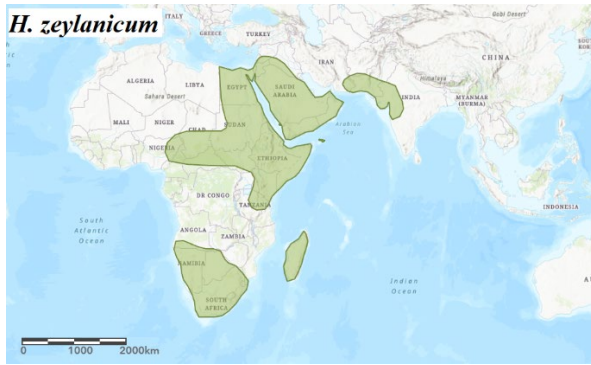 H. zeylanicum
ITALY
GREECE
TURKEY
Gobi Desert
CHINA
IRAN
Himalaya
ALGERIA
LIBYA
EGYPT
SAUDI
ARABIA
Sahara Desert
INDIA
MYANMAR
(BURMA)
MALI
NIGER
CHAD
SUDAN
Arabian
Sea
NIGERIA
ETHIOPIA
DR CONGO
TANZANIA
INDONESIA
South
Atlantic
Ocean
ANGOLA
ZAMBIA
NAMIBIA
Indian
Ocean
SOUTH
AFRICA
0 1000 2000km